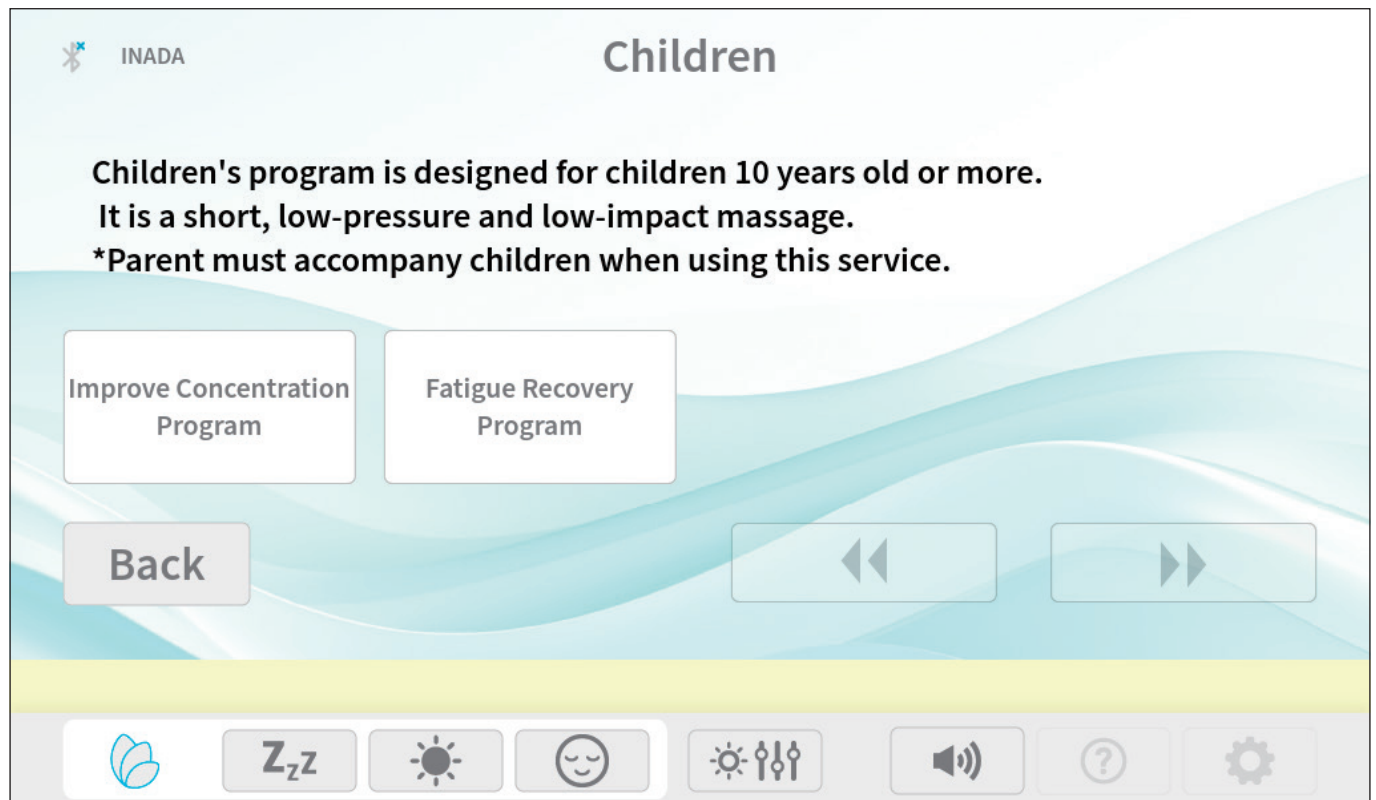 INADA
Children
Children's program is designed for children 10 years old or more.
It is a short, low-pressure and low-impact massage.
*Parent must accompany children when using this service.
Improve Concentration
Program
Fatigue Recovery
Program
Back
Zzz
?